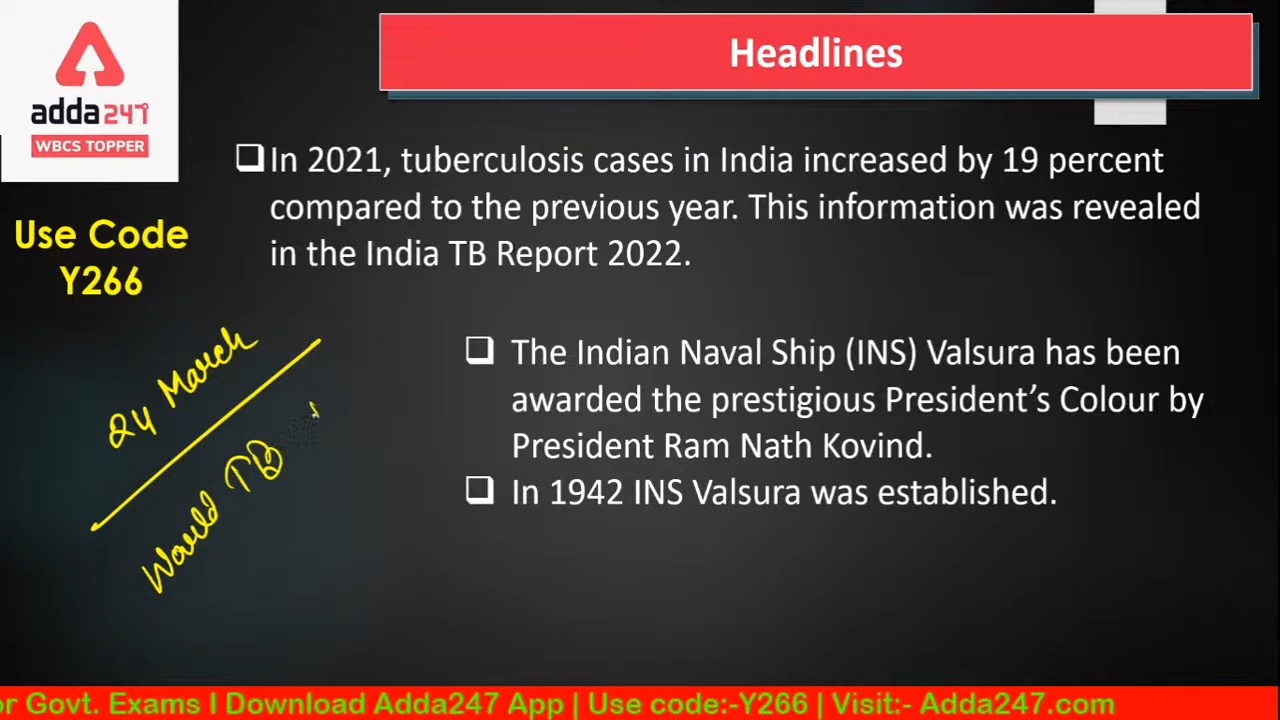 Headlines
adda247
WBCS TOPPER
Use Code
Y266
In 2021, tuberculosis cases in India increased by 19 percent
compared to the previous year. This information was revealed
in the India TB Report 2022.
24 March
World TB
The Indian Naval Ship (INS) Valsura has been
awarded the prestigious President’s Colour by
President Ram Nath Kovind.
In 1942 INS Valsura was established.
or Govt. Exams I Download Adda247 App | Use code:-Y266 | Visit:- Adda247.com